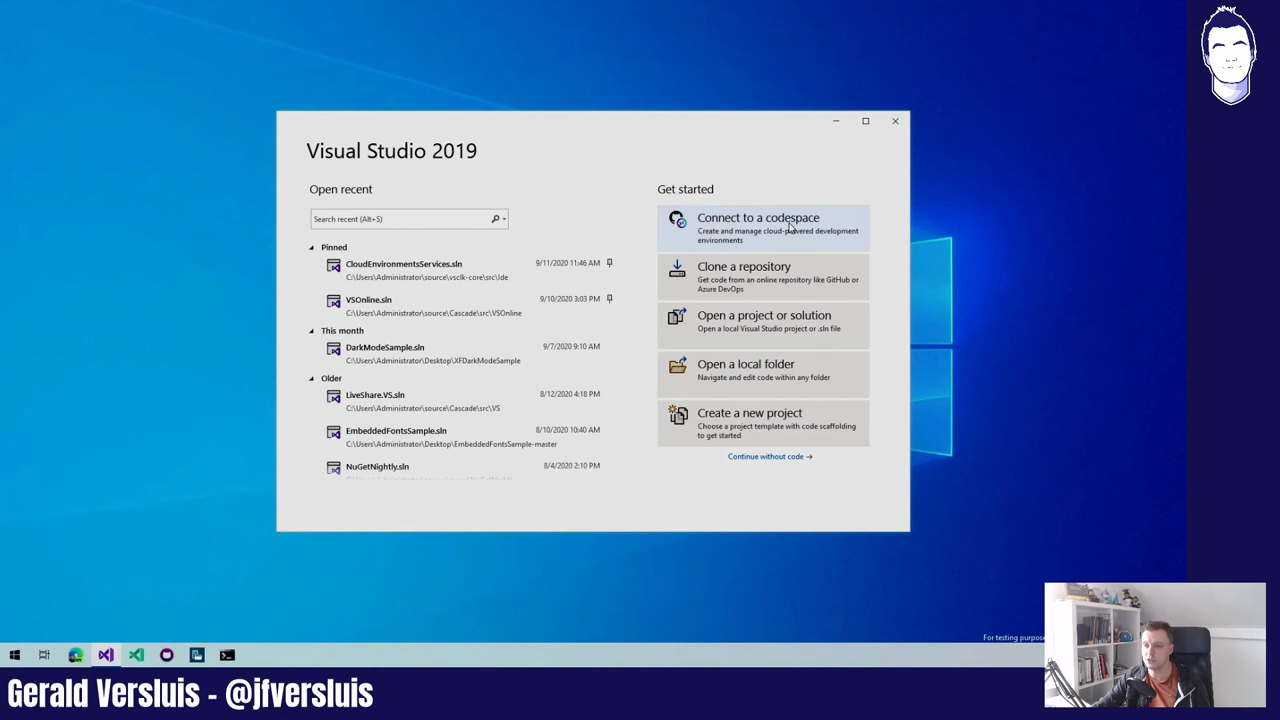 Visual Studio 2019
Open recent
Search recent (Alt+S)
Pinned
CloudEnvironmentsServices.sln
9/11/2020 11:46 AM
C:\Users\Administrator\source\vsclk-core\src\Ide
VSOnline.sln
9/10/2020 3:03 PM
C:\Users\Administrator\source\Cascade\src\VSOnline
This month
DarkModeSample.sln
9/7/2020 9:10 AM
C:\Users\Administrator\Desktop\XFDarkModeSample
Older
LiveShare.VS.sln
8/12/2020 4:18 PM
C:\Users\Administrator\source\Cascade\src\VS
EmbeddedFontsSample.sln
8/10/2020 10:40 AM
C:\Users\Administrator\Desktop\EmbeddedFontsSample-master
NuGetNightly.sln
8/4/2020 2:10 PM
Get started
Connect to a codespace
Create and manage cloud-powered development
environments
Clone a repository
Get code from an online repository like GitHub or
Azure DevOps
Open a project or solution
Open a local Visual Studio project or .sln file
Open a local folder
Navigate and edit code within any folder
Create a new project
Choose a project template with code scaffolding
to get started
Continue without code →
For testing purpose
Gerald Versluis - @jfversluis